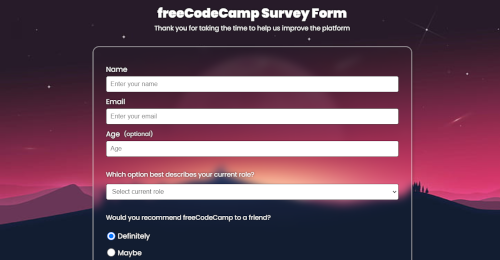 freeCodeCamp Survey Form
Thank you for taking the time to help us improve the platform
Name
Enter your name
Email
Enter your email
Age (optional)
Age
Which option best describes your current role?
Select current role
Would you recommend freeCodeCamp to a friend?
Definitely
Maybe